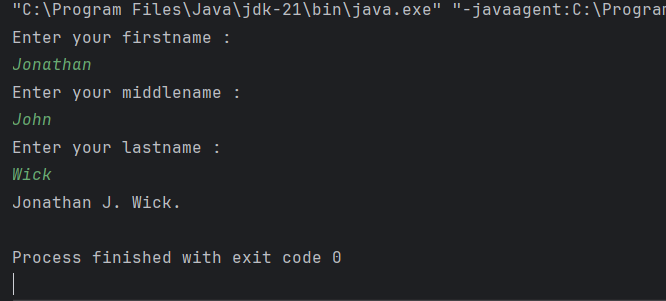 "C:\Program Files\Java\jdk-21\bin\java.exe" "-javaagent:C:\Program
Enter your firstname :
Jonathan
Enter your middlename :
John
Enter your lastname :
Wick
Jonathan J. Wick.
Process finished with exit code 0